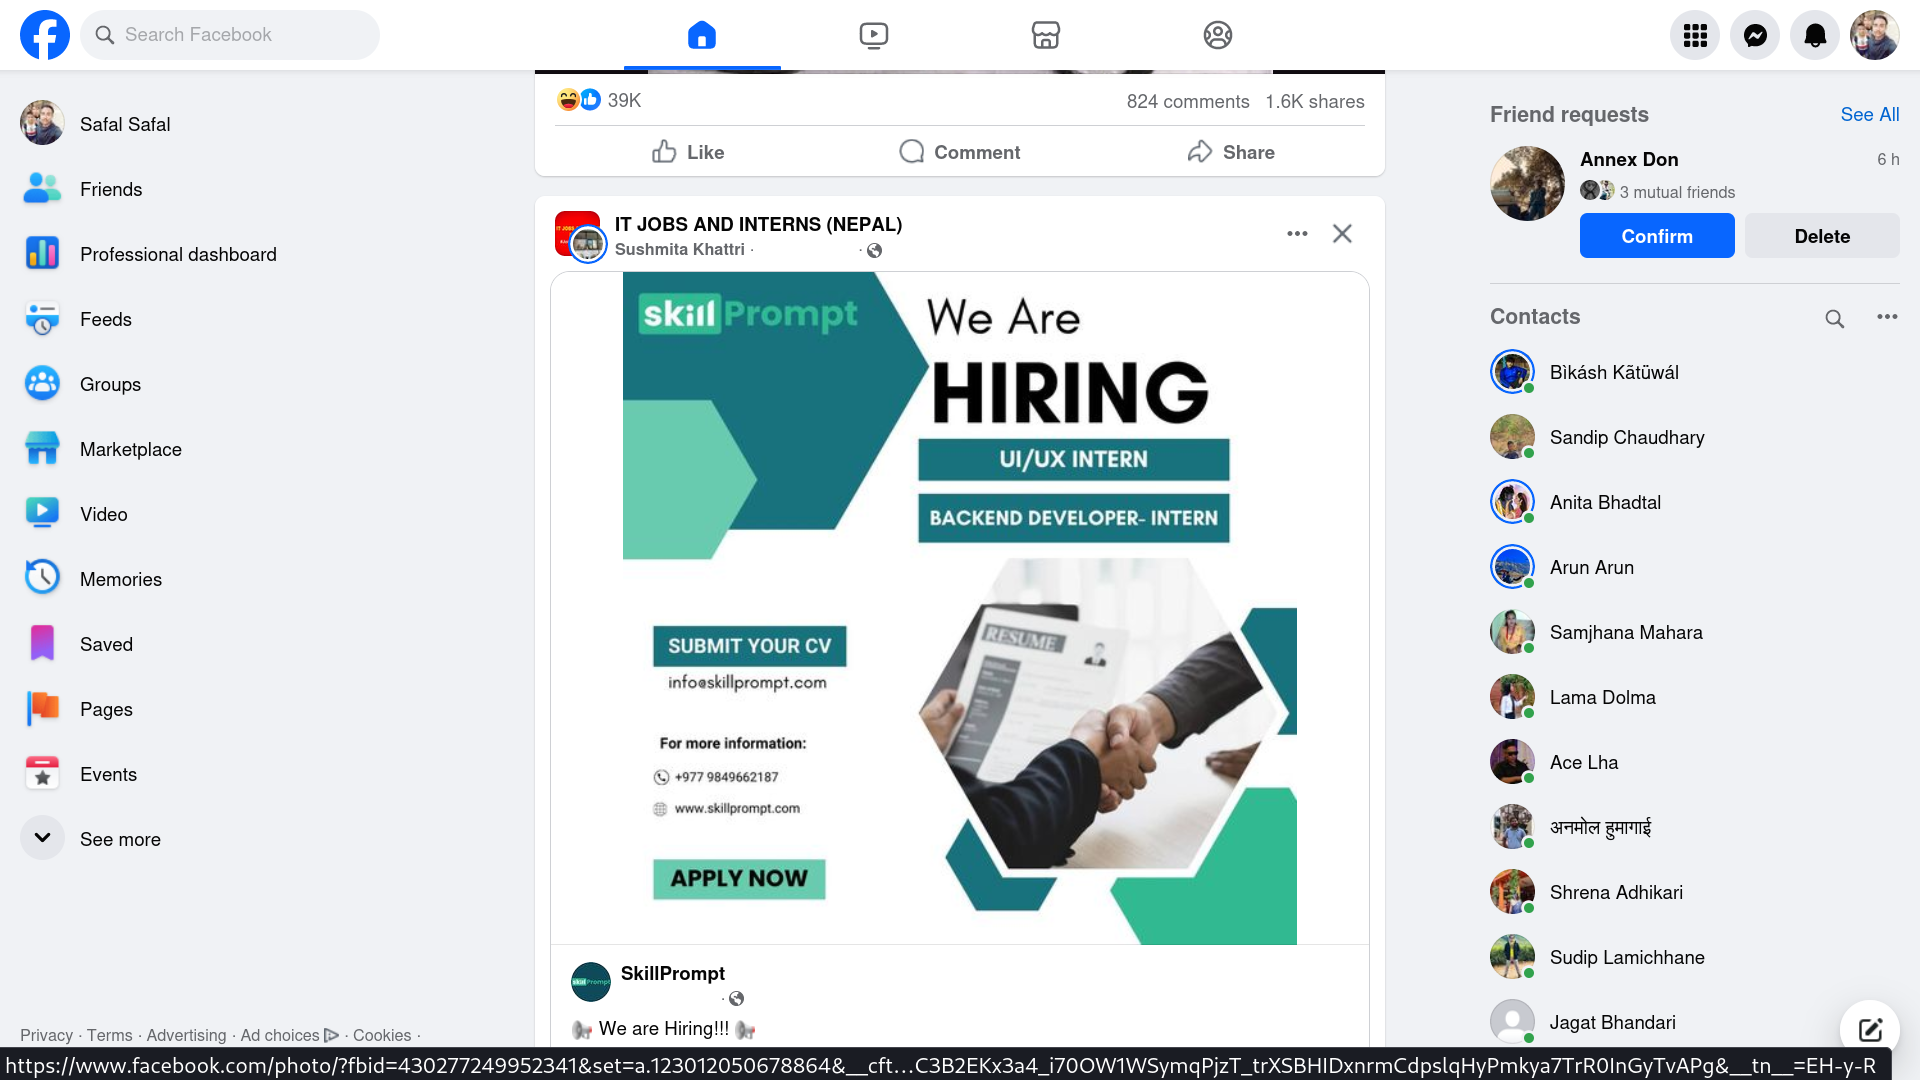 Search Facebook
Safal Safal
Friends
Professional dashboard
Feeds
Groups
Marketplace
Video
Memories
Saved
Pages
Events
See more
Privacy · Terms · Advertising · Ad choices · Cookies ·
39K
824 comments 1.6K shares
Like Comment Share
IT JOBS AND INTERNS (NEPAL)
Sushmita Khattri ·
skillPrompt
We Are
HIRING
UI/UX INTERN
BACKEND DEVELOPER- INTERN
RESUME
SUBMIT YOUR CV
info@skillprompt.com
For more information:
+977 9849662187
www.skillprompt.com
APPLY NOW
SkillPrompt
We are Hiring!!!
Friend requests See All
Annex Don 6 h
3 mutual friends
Confirm Delete
Contacts
Bìkásh Kãtüwál
Sandip Chaudhary
Anita Bhadtal
Arun Arun
Samjhana Mahara
Lama Dolma
Ace Lha
अनमोल हुमागाई
Shrena Adhikari
Sudip Lamichhane
Jagat Bhandari
https://www.facebook.com/photo/?fbid=430277249952341&set=a.123012050678864&__cft...C3B2EKx3a4_i70OW1WSymqPjzT_trXSBHIDxnrmCdpslqHyPmkya7TrR0InGyTvAPg&__tn__=EH-y-R